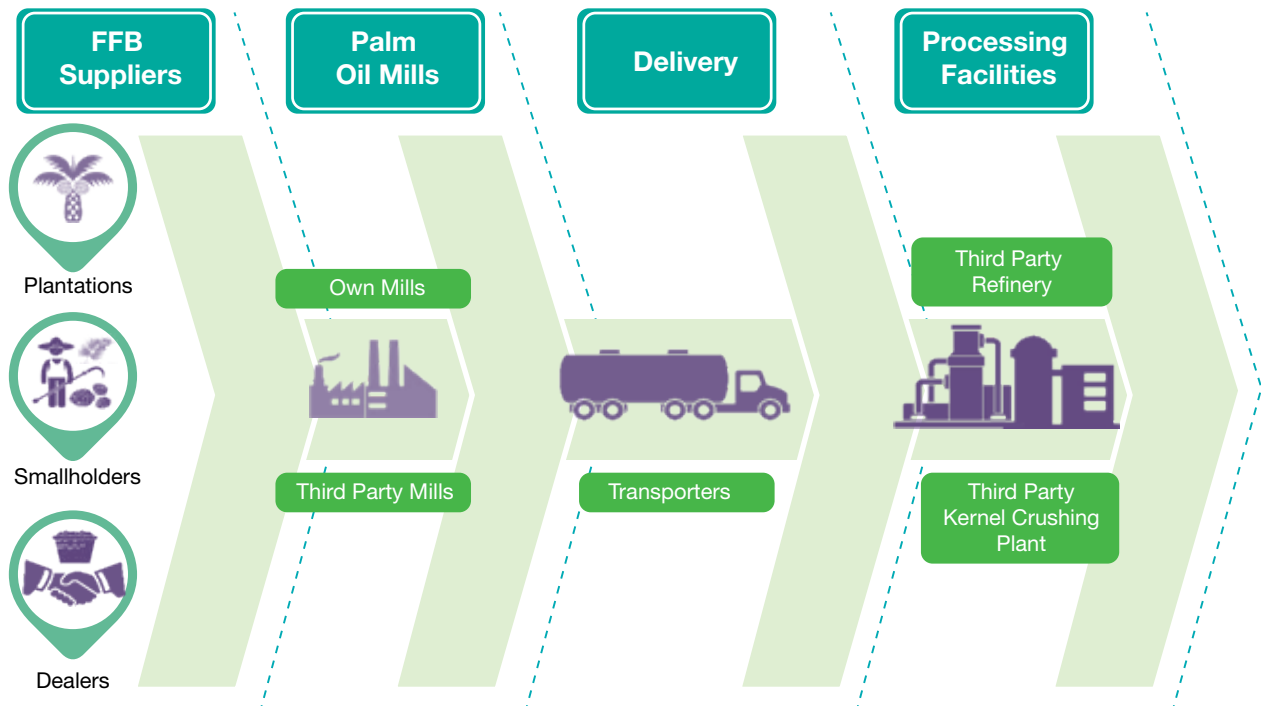 FFB
Suppliers
Palm
Oil Mills
Delivery
Processing
Facilities
Plantations
Smallholders
Dealers
Own Mills
Third Party Mills
Transporters
Third Party
Refinery
Third Party
Kernel Crushing
Plant